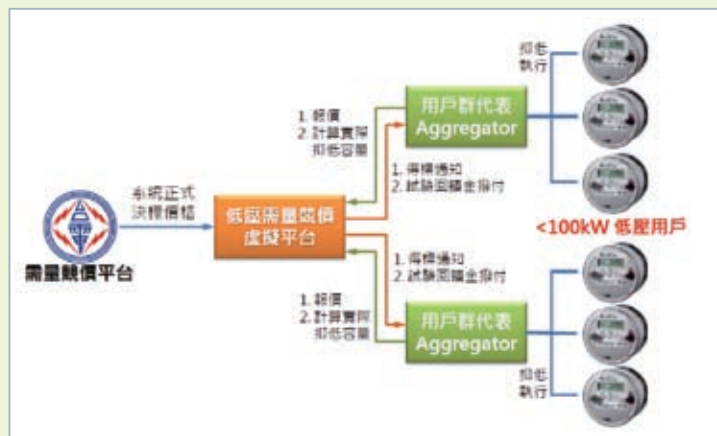 需量競價平台
系統正式
決標價格
低壓需量競價
虛擬平台
1. 報價
2. 計算實際
抑低容量
1. 得標通知
2. 試驗回饋金撥付
用戶群代表
Aggregator
抑低
執行
<100kW 低壓用戶
1. 得標通知
2. 試驗回饋金撥付
1. 報價
2. 計算實際
抑低容量
用戶群代表
Aggregator
抑低
執行